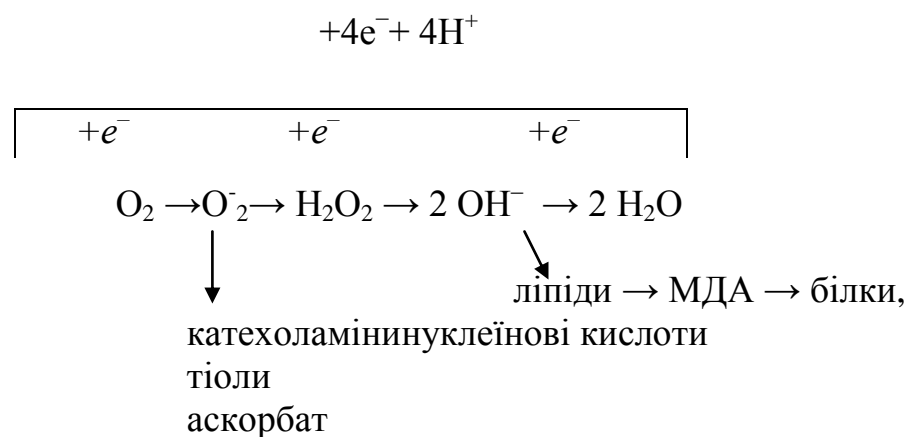 +4e⁻+ 4H⁺
+e⁻ +e⁻ +e⁻
O₂ →O⁻₂→ H₂O₂ → 2 OH⁻ → 2 H₂O
ліпіди → МДА → білки,
катехоламінинуклеїнові кислоти
тіоли
аскорбат